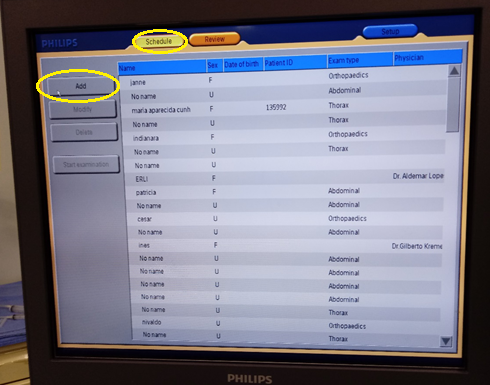 PHILIPS Schedule Review Setup
Name Sex Date of birth Patient ID Exam type Physician
Add
Modify
Delete
Start examination
janne F Orthopaedics
No name U Abdominal
maria aparecida cunh F 135992 Thorax
No name U Thorax
indianara F Thorax
No name U Thorax
No name U
ERLI F Dr. Aldemar Lope
patricia F Abdominal
No name U Abdominal
cesar U Orthopaedics
No name U Abdominal
ines F Dr.Gilberto Kreme
No name U Abdominal
No name U Abdominal
No name U Abdominal
No name U Abdominal
No name U Thorax
nivaldo U Orthopaedics
No name U Thorax
PHILIPS